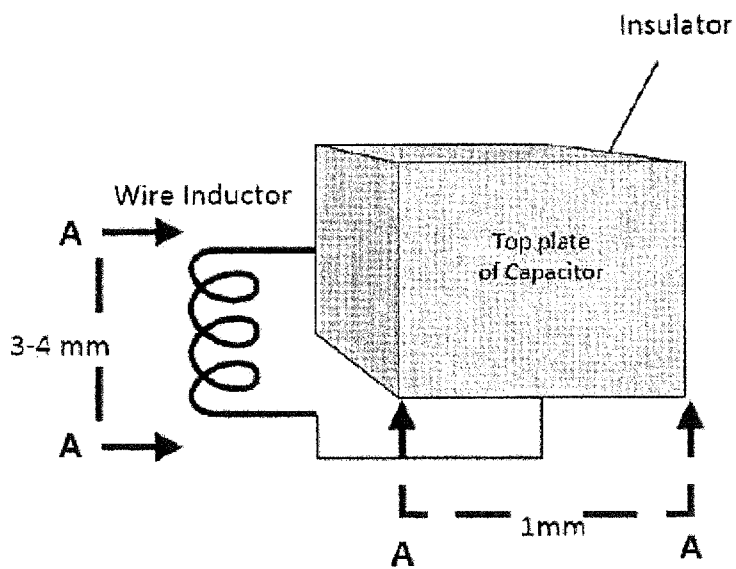 Insulator
Wire Inductor
A
Top plate
of Capacitor
3-4 mm
A
1mm
A
A